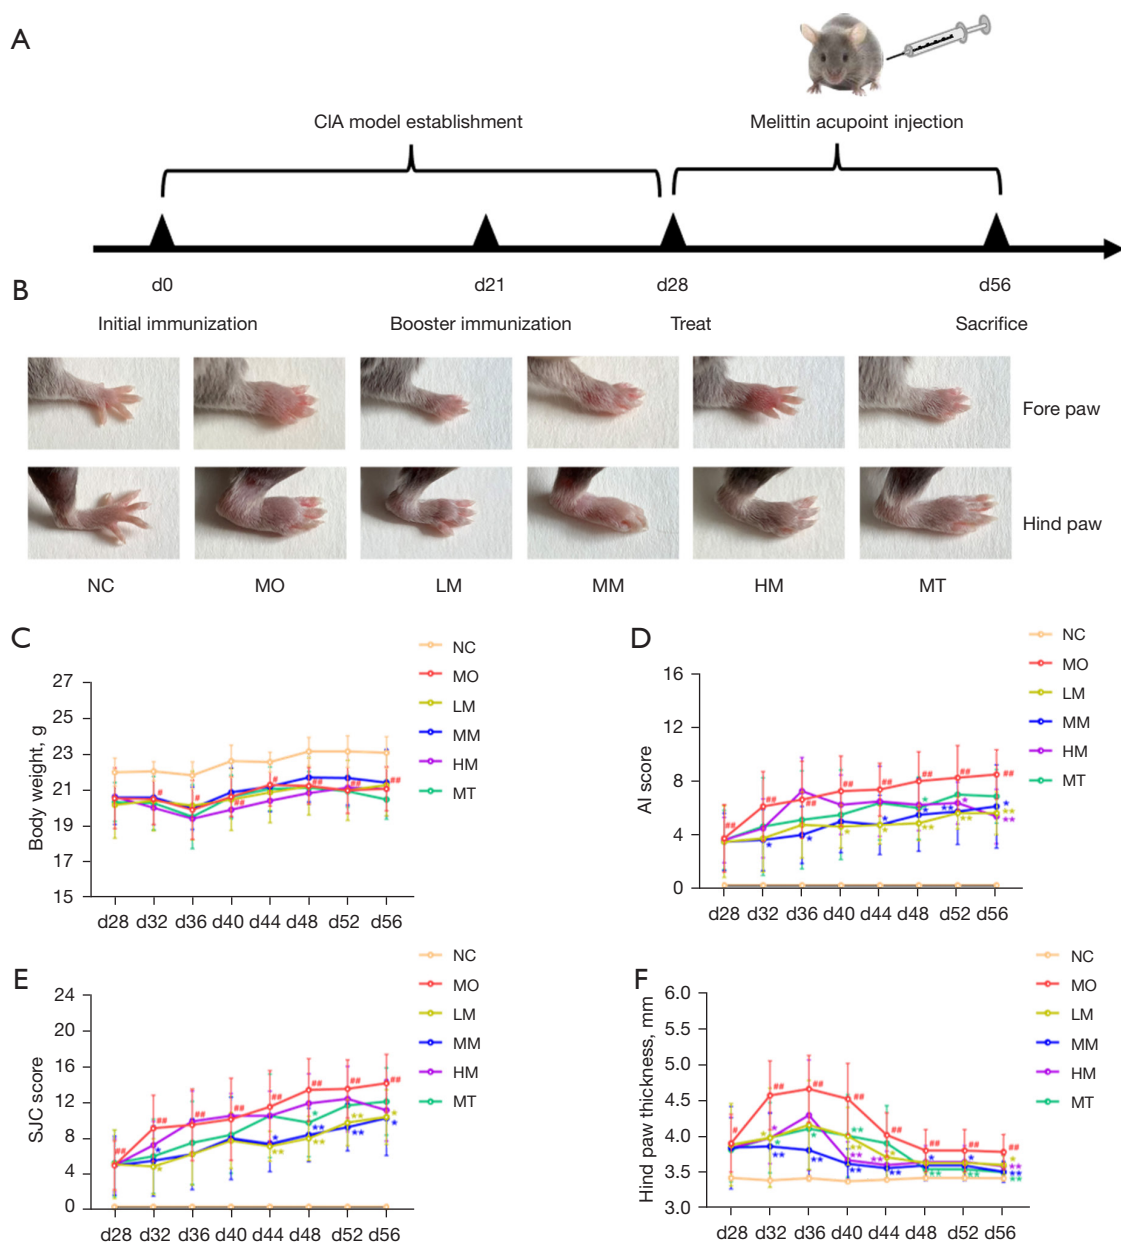 A
CIA model establishment
Melittin acupoint injection
d0
d21
d28
d56
B
Initial immunization
Booster immunization
Treat
Sacrifice
Fore paw
Hind paw
NC
MO
LM
MM
HM
MT
C
Body weight, g
27
25
23
21
19
17
15
d28
d32
d36
d40
d44
d48
d52
d56
#
#
##
#
##
##
##
NC
MO
LM
MM
HM
MT
D
AI score
16
12
8
4
0
d28
d32
d36
d40
d44
d48
d52
d56
##
##
##
##
##
##
##
##
NC
MO
LM
MM
HM
MT
E
SJC score
24
20
16
12
8
4
0
d28
d32
d36
d40
d44
d48
d52
d56
##
##
##
##
##
##
##
##
NC
MO
LM
MM
HM
MT
F
Hind paw thickness, mm
6.0
5.5
5.0
4.5
4.0
3.5
3.0
d28
d32
d36
d40
d44
d48
d52
d56
#
##
##
##
##
##
##
##
NC
MO
LM
MM
HM
MT